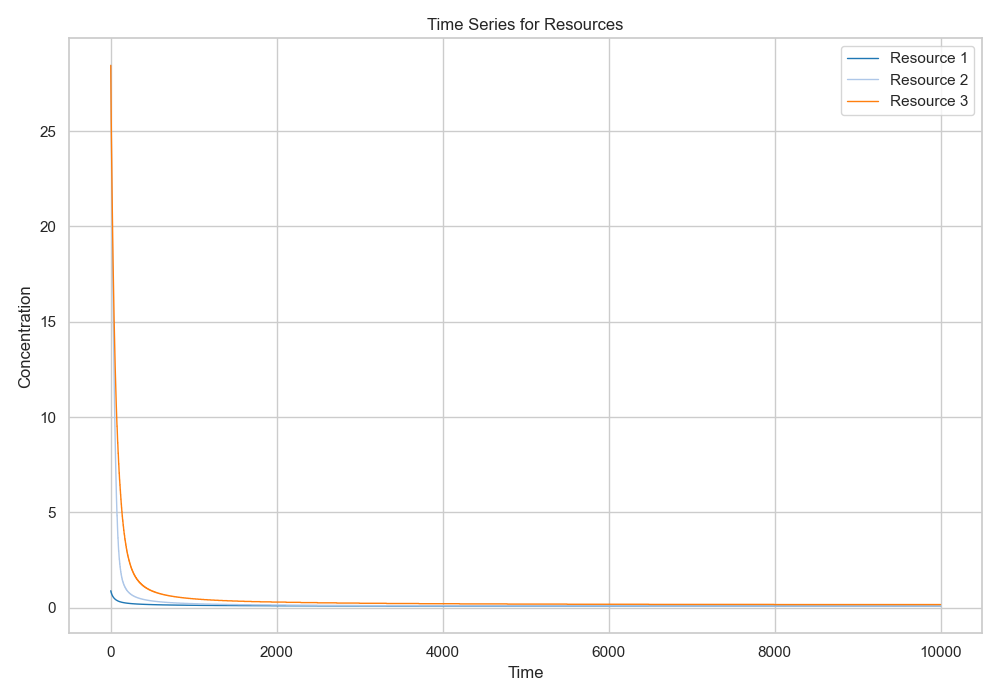 Time Series for Resources
Resource 1
Resource 2
Resource 3
Concentration
25
20
15
10
5
0
0 2000 4000 6000 8000 10000
Time